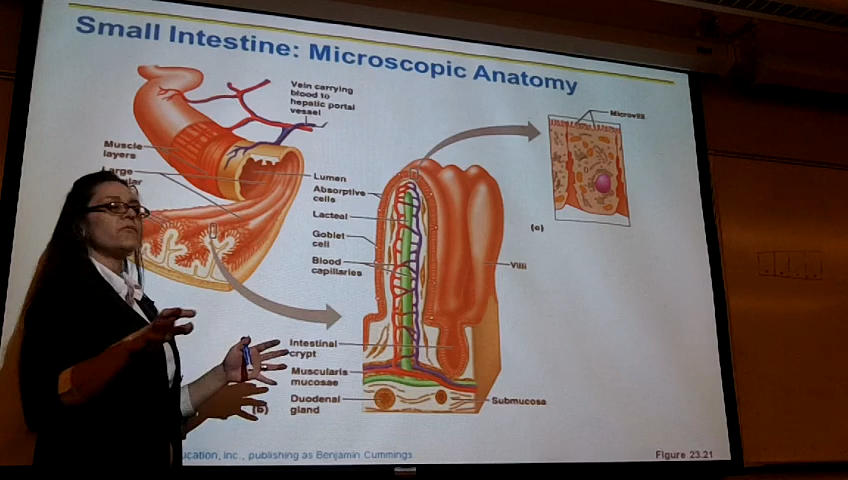 Small Intestine: Microscopic Anatomy
Vein carrying
blood to
hepatic portal
vessel
Microvilli
Muscle
layers
Large
Lumen
Absorptive
cells
Lacteal
Goblet
cell
Blood
capillaries
(c)
Villi
Intestinal
crypt
Muscularis
mucosae
Duodenal
gland
Submucosa
(b)
ucation, Inc., publishing as Benjamin Cummings
Figure 23.21